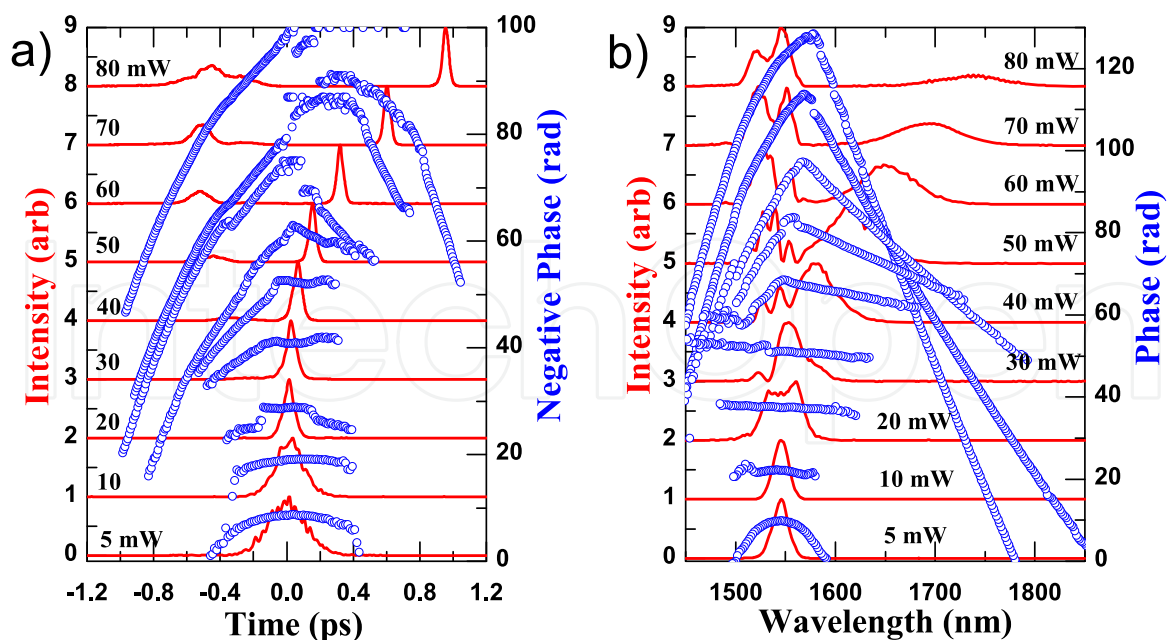 a)
9
8
7
6
5
4
3
2
1
0
Intensity (arb)
80 mW
70
60
50
40
30
20
10
5 mW
100
80
60
40
20
0
Negative Phase (rad)
-1.2 -0.8 -0.4 0.0 0.4 0.8 1.2
Time (ps)
b)
9
8
7
6
5
4
3
2
1
0
Intensity (arb)
80 mW
70 mW
60 mW
50 mW
40 mW
30 mW
20 mW
10 mW
5 mW
120
100
80
60
40
20
0
Phase (rad)
1500 1600 1700 1800
Wavelength (nm)